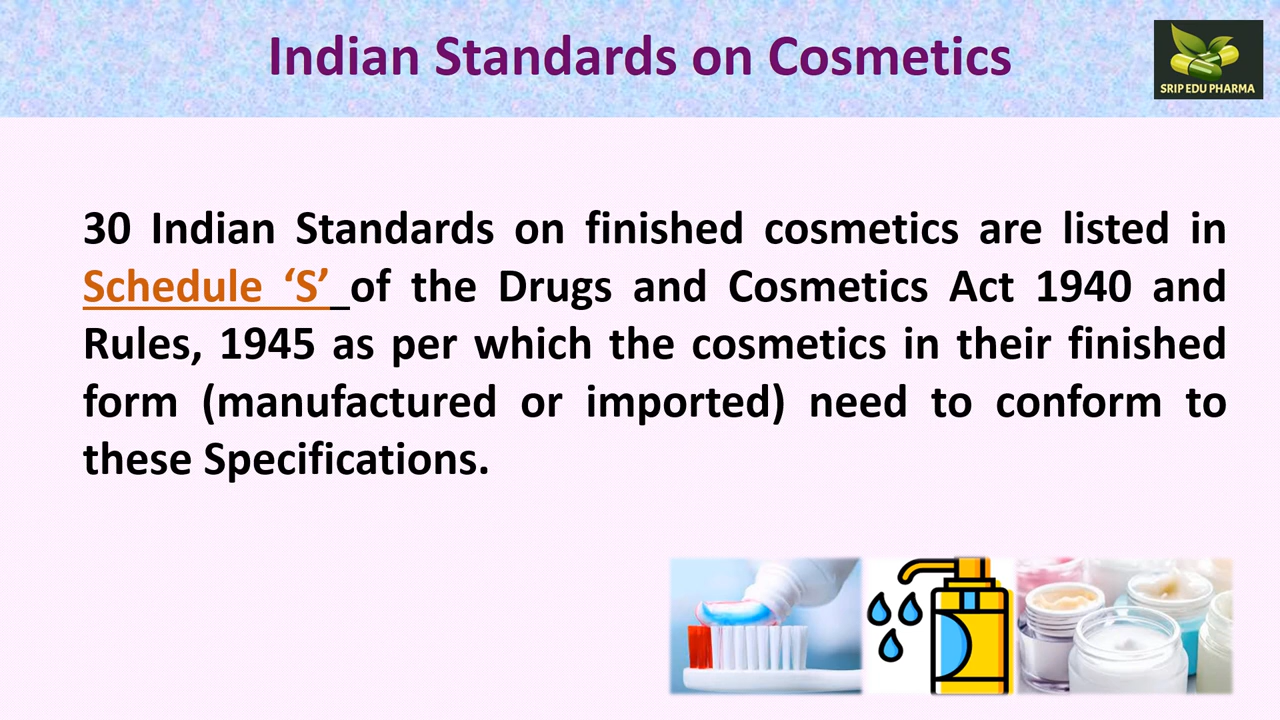 Indian Standards on Cosmetics
SRIP EDU PHARMA
30 Indian Standards on finished cosmetics are listed in
Schedule ‘S’ of the Drugs and Cosmetics Act 1940 and
Rules, 1945 as per which the cosmetics in their finished
form (manufactured or imported) need to conform to
these Specifications.